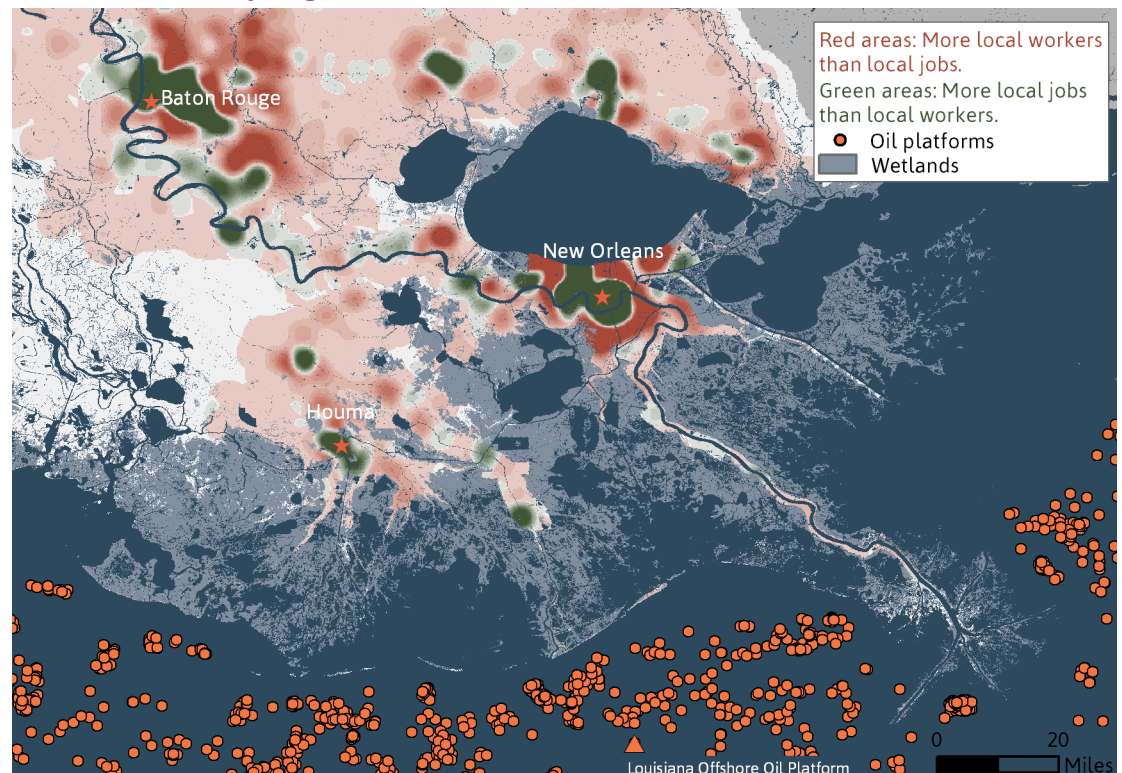 Red areas: More local workers
than local jobs.
Green areas: More local jobs
than local workers.
Oil platforms
Wetlands
Baton Rouge
New Orleans
Houma
0 20
Miles
Louisiana Offshore Oil Platform